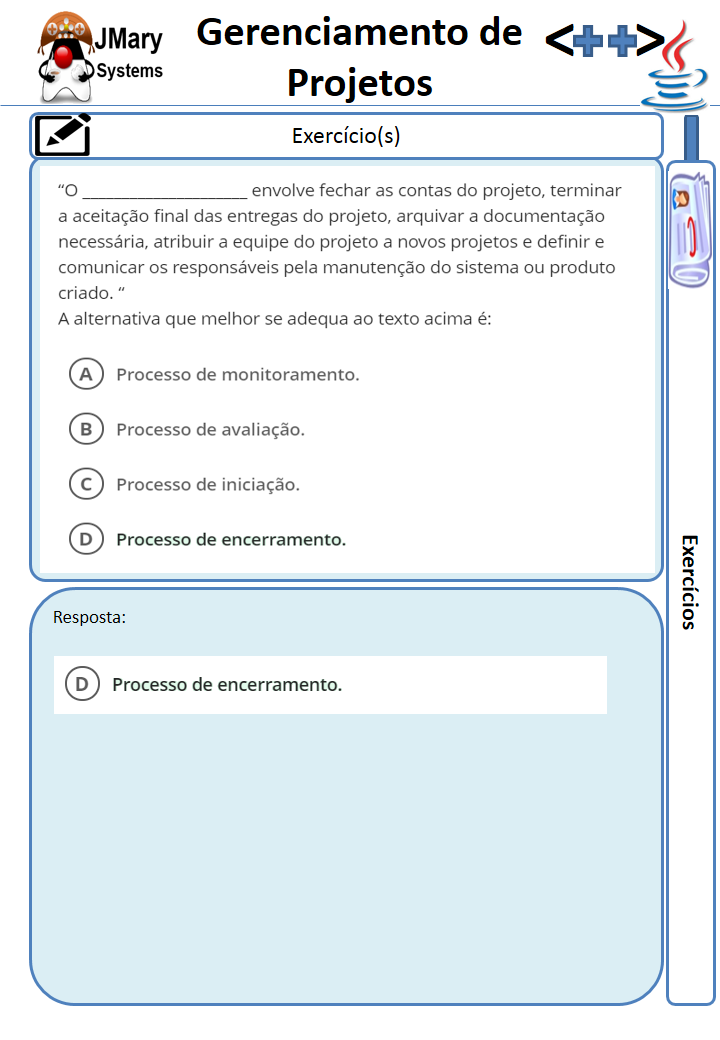 JMary
Systems
Gerenciamento de
Projetos
<++>
Exercício(s)
“O ____________________ envolve fechar as contas do projeto, terminar
a aceitação final das entregas do projeto, arquivar a documentação
necessária, atribuir a equipe do projeto a novos projetos e definir e
comunicar os responsáveis pela manutenção do sistema ou produto
criado. “
A alternativa que melhor se adequa ao texto acima é:
A Processo de monitoramento.
B Processo de avaliação.
C Processo de iniciação.
D Processo de encerramento.
Resposta:
D Processo de encerramento.
Exercícios